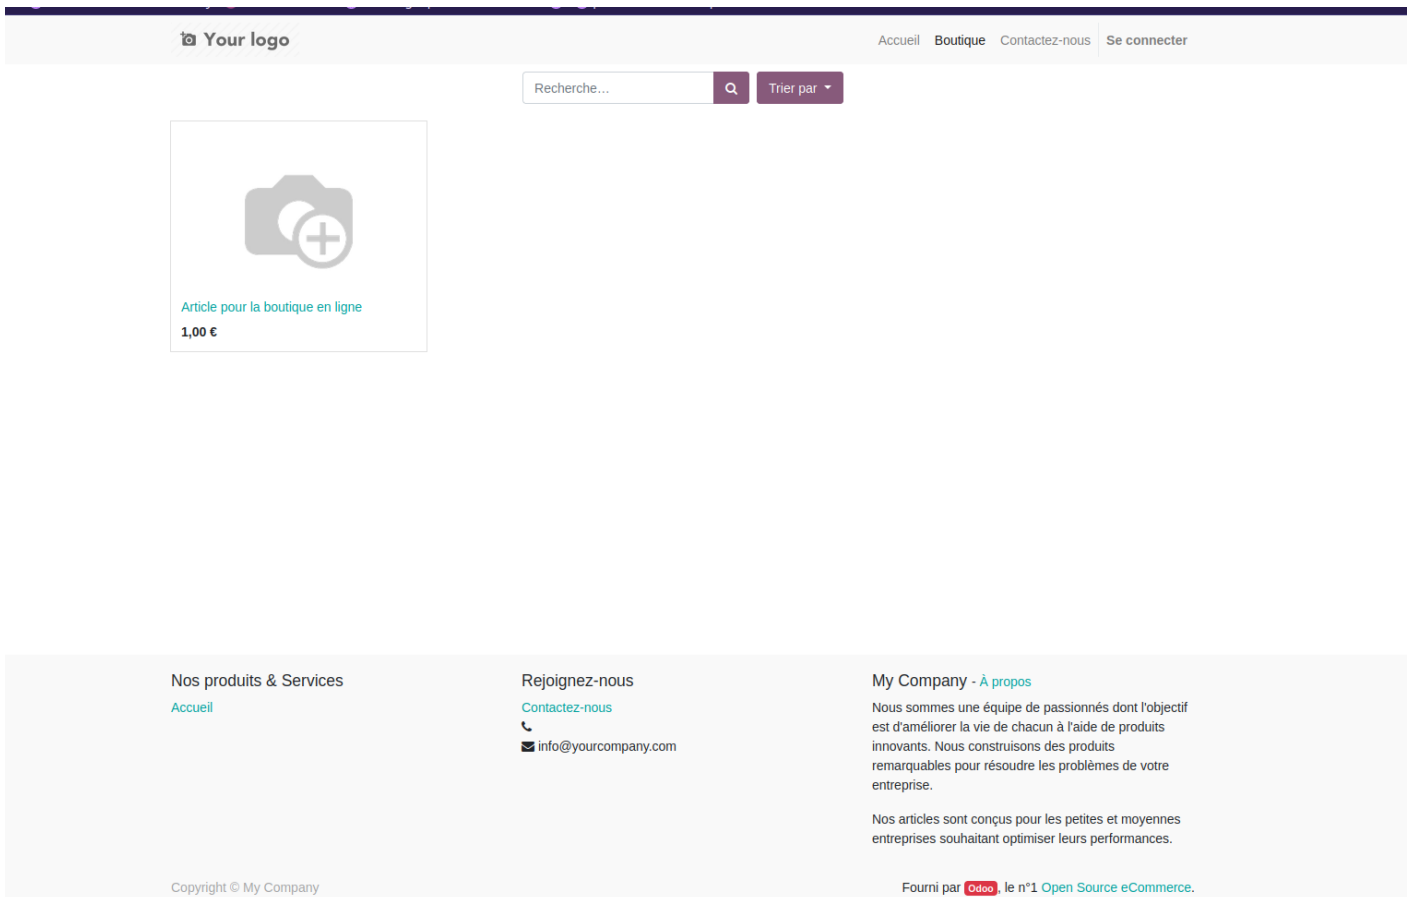 Your logo
Accueil Boutique Contactez-nous Se connecter
Recherche...
Trier par
Article pour la boutique en ligne
1,00 €
Nos produits & Services
Accueil
Rejoignez-nous
Contactez-nous
info@yourcompany.com
My Company - À propos
Nous sommes une équipe de passionnés dont l'objectif
est d'améliorer la vie de chacun à l'aide de produits
innovants. Nous construisons des produits
remarquables pour résoudre les problèmes de votre
entreprise.
Nos articles sont conçus pour les petites et moyennes
entreprises souhaitant optimiser leurs performances.
Copyright © My Company
Fourni par Odoo, le n°1 Open Source eCommerce.